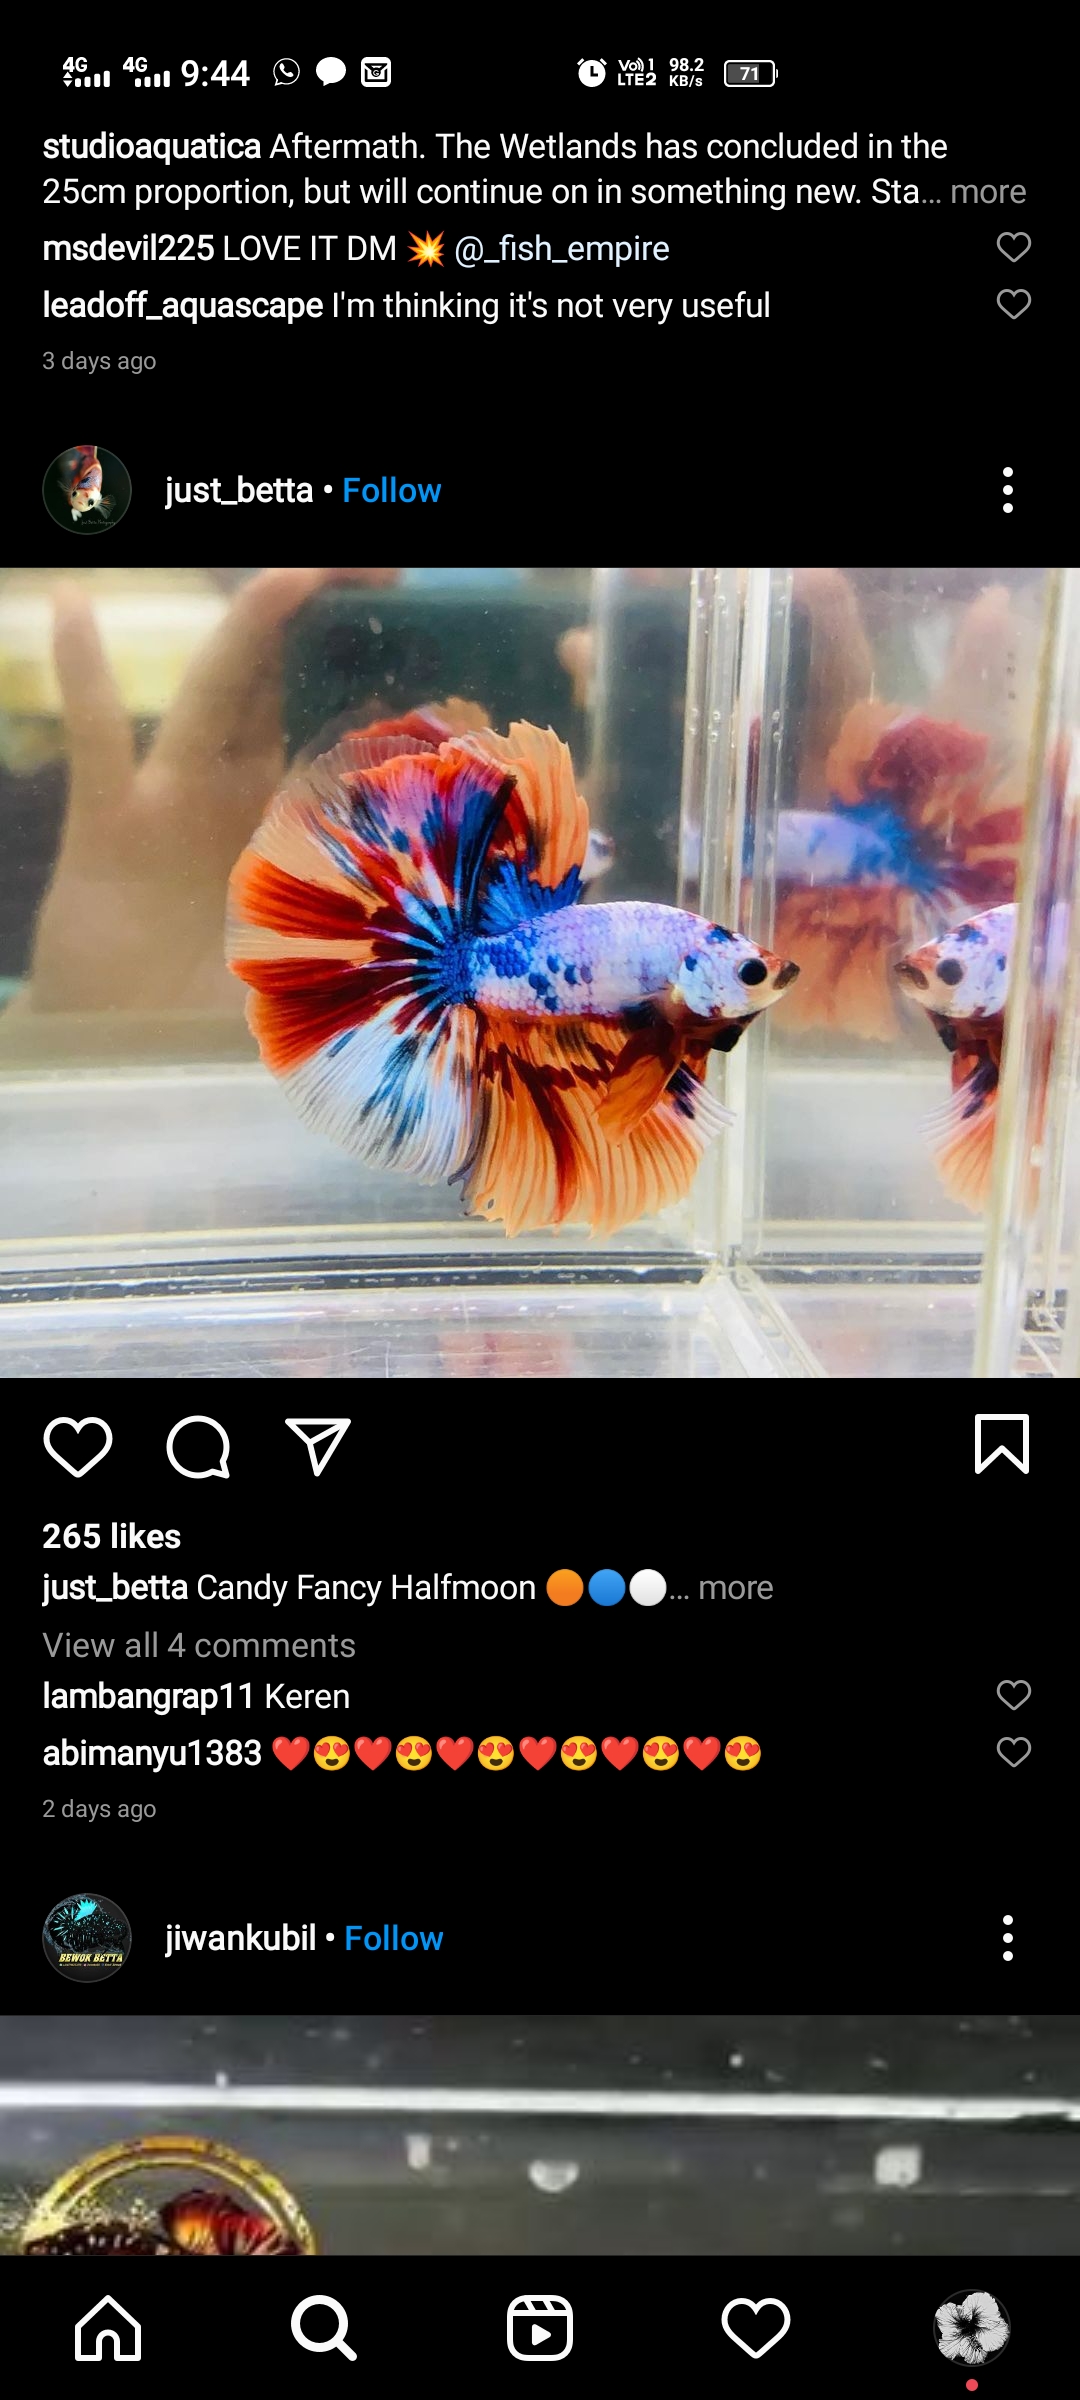 4G 4G 9:44 Vo)) 1 LTE2 98.2 KB/s 71
studioaquatica Aftermath. The Wetlands has concluded in the
25cm proportion, but will continue on in something new. Sta... more
msdevil225 LOVE IT DM 💥 @_fish_empire
leadoff_aquascape I'm thinking it's not very useful
3 days ago
just_betta • Follow
265 likes
just_betta Candy Fancy Halfmoon 🟠🔵⚪... more
View all 4 comments
lambangrap11 Keren
abimanyu1383 ❤️😍❤️😍❤️😍❤️😍❤️😍❤️😍
2 days ago
BEWOK BETTA
jiwankubil • Follow